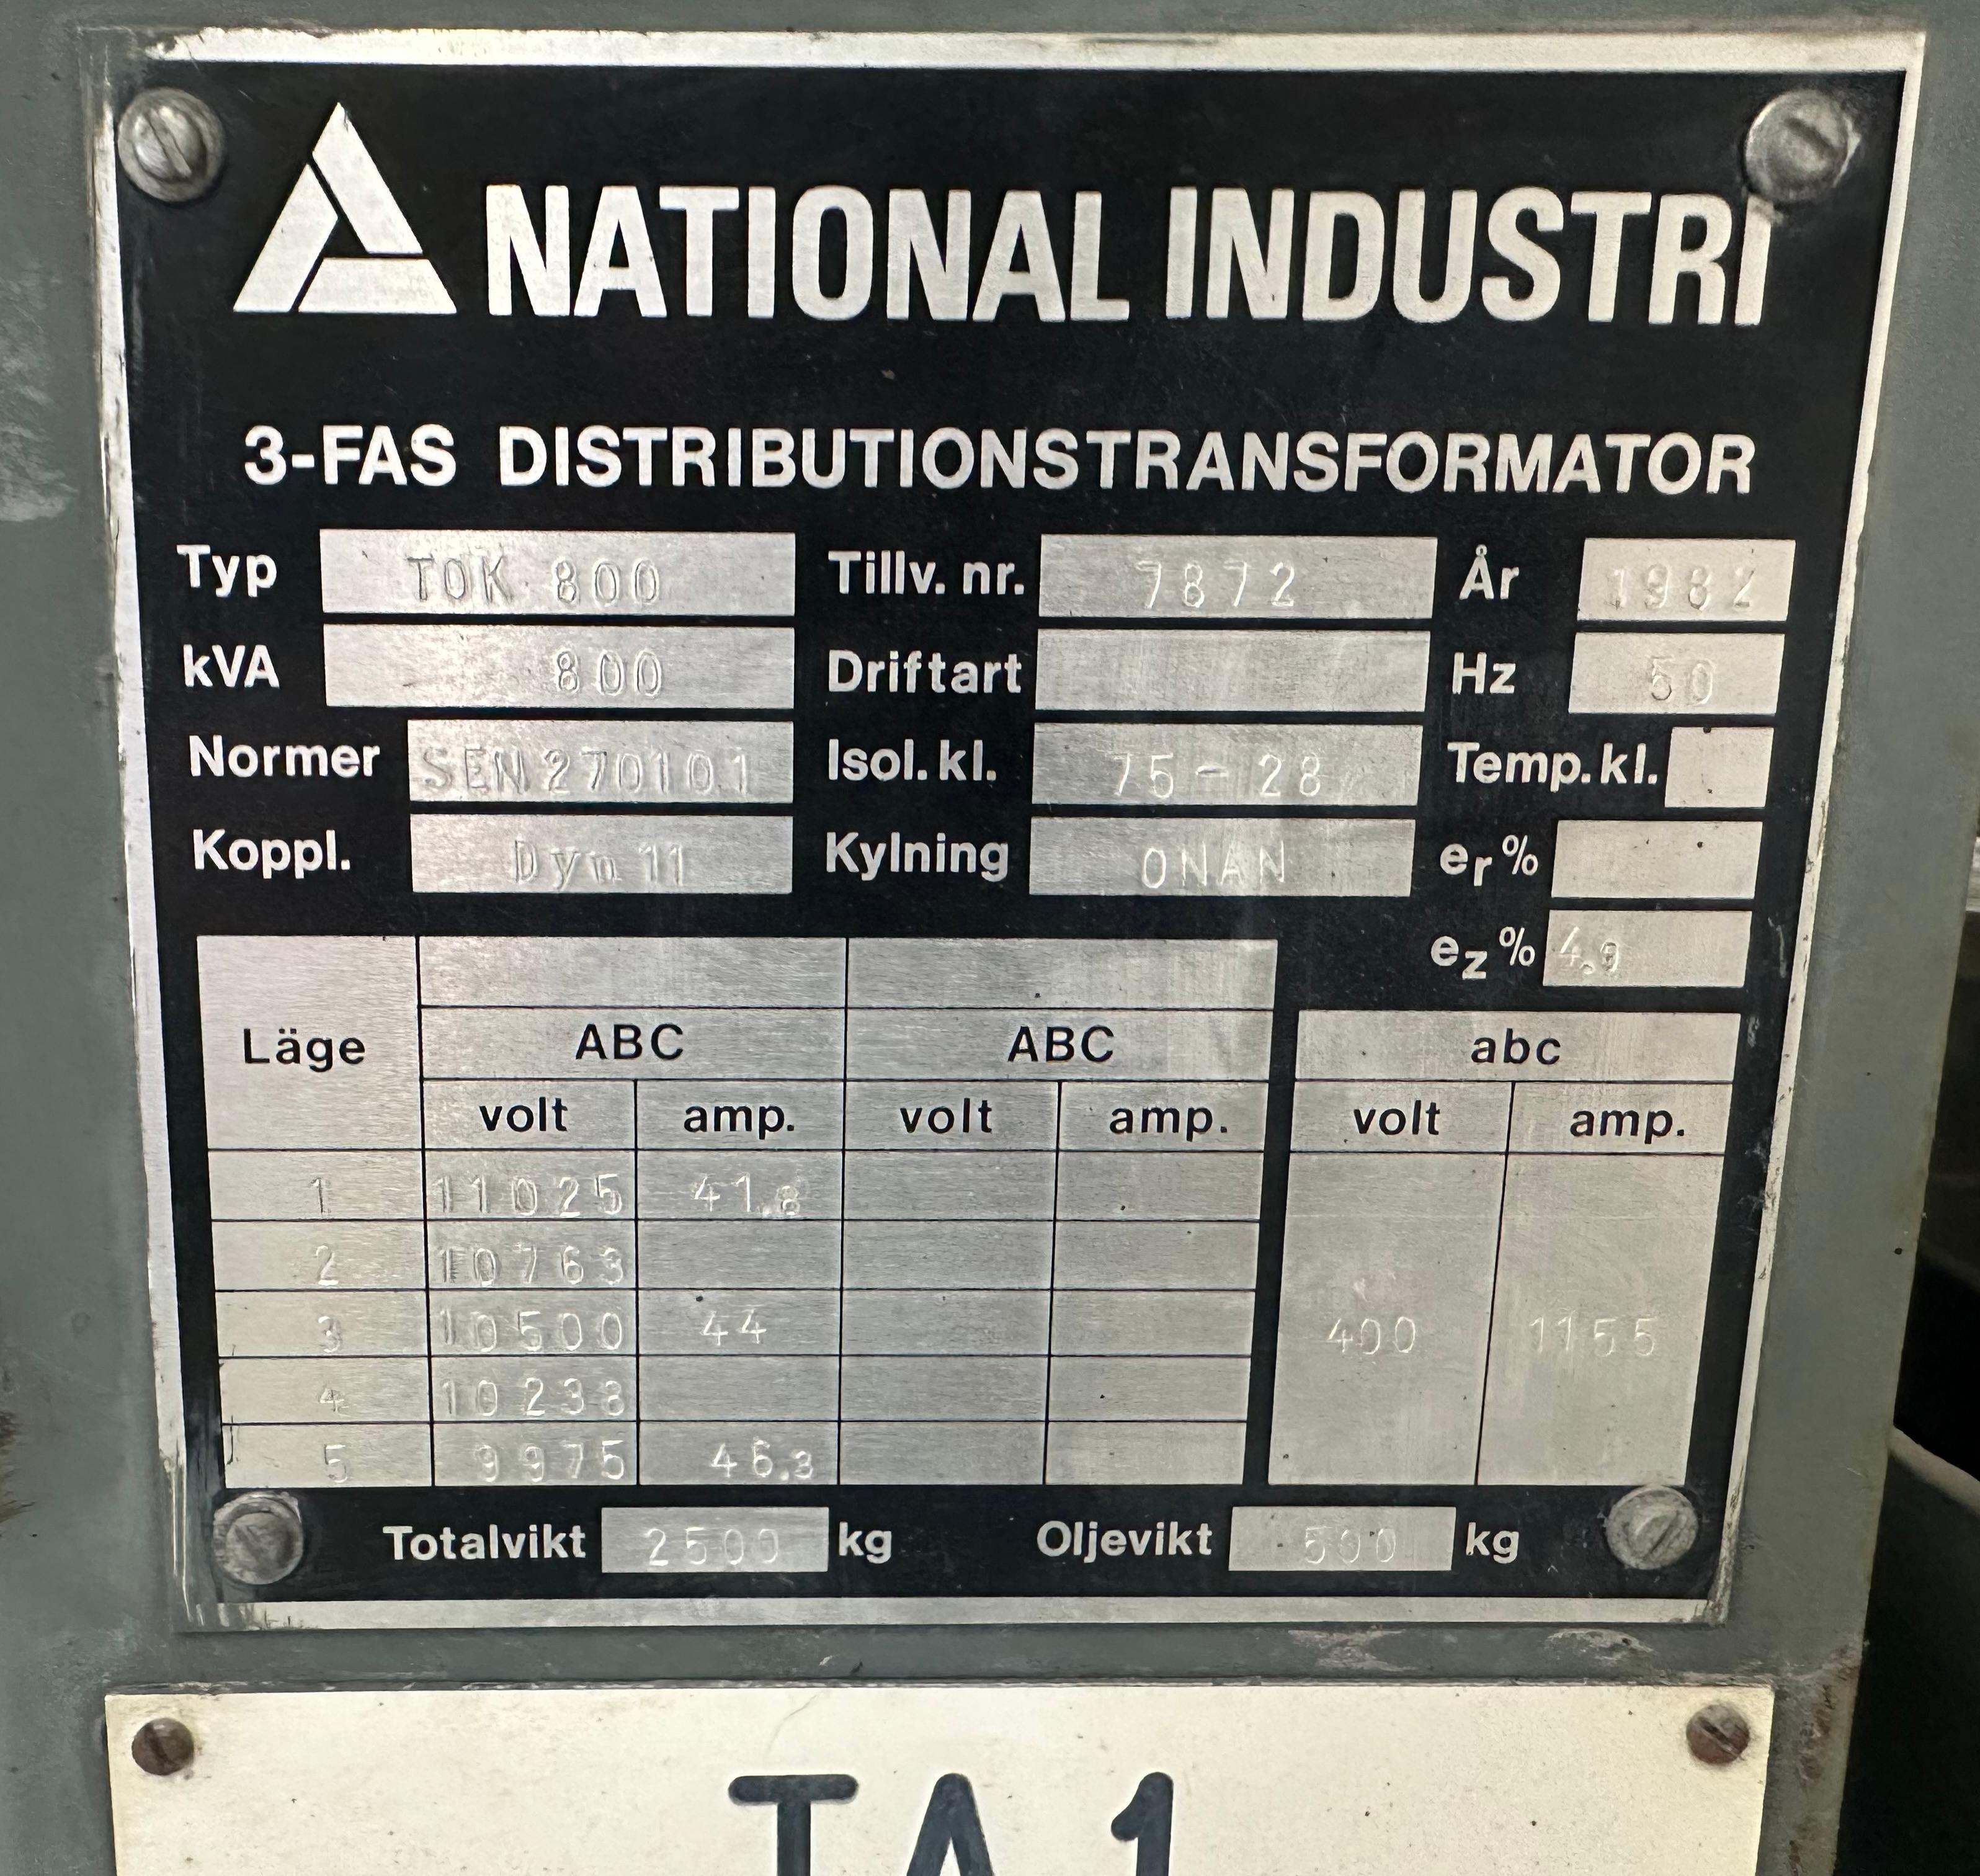 NATIONAL INDUSTRI
3-FAS DISTRIBUTIONSTRANSFORMATOR
Typ TOK 800 Tillv. nr. 7872 År 1982
kVA 800 Driftart Hz 50
Normer SEN270101 Isol. kl. 75-28 Temp. kl.
Koppl. Dyn 11 Kylning ONAN er %
ez % 4.9
Läge ABC ABC abc
volt amp. volt amp. volt amp.
1 11025 41.8
2 10763
3 10500 44 400 1155
4 10238
5 9975 46.3
Totalvikt 2500 kg Oljevikt 500 kg
TA 1